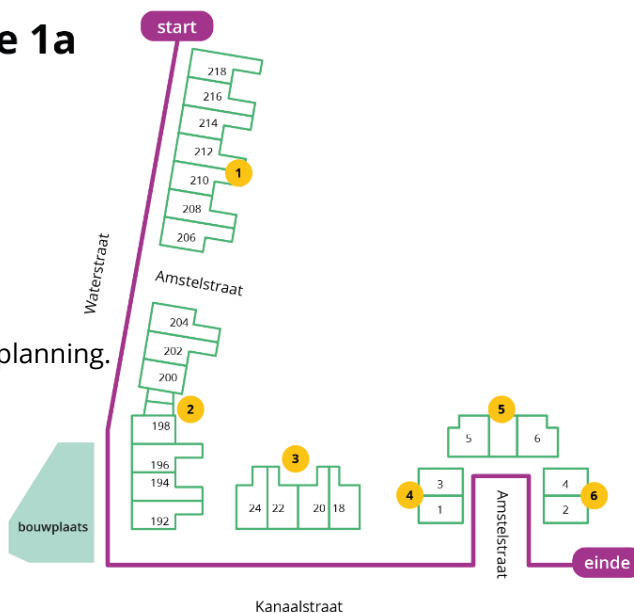 e 1a
start
218
216
214
212
1
210
208
206
Waterstraat
Amstelstraat
204
planning.
202
200
2
198
196
194
192
bouwplaats
3
24 22 20 18
5
5 6
4
3
1
Amstelstraat
4
2
6
einde
Kanaalstraat